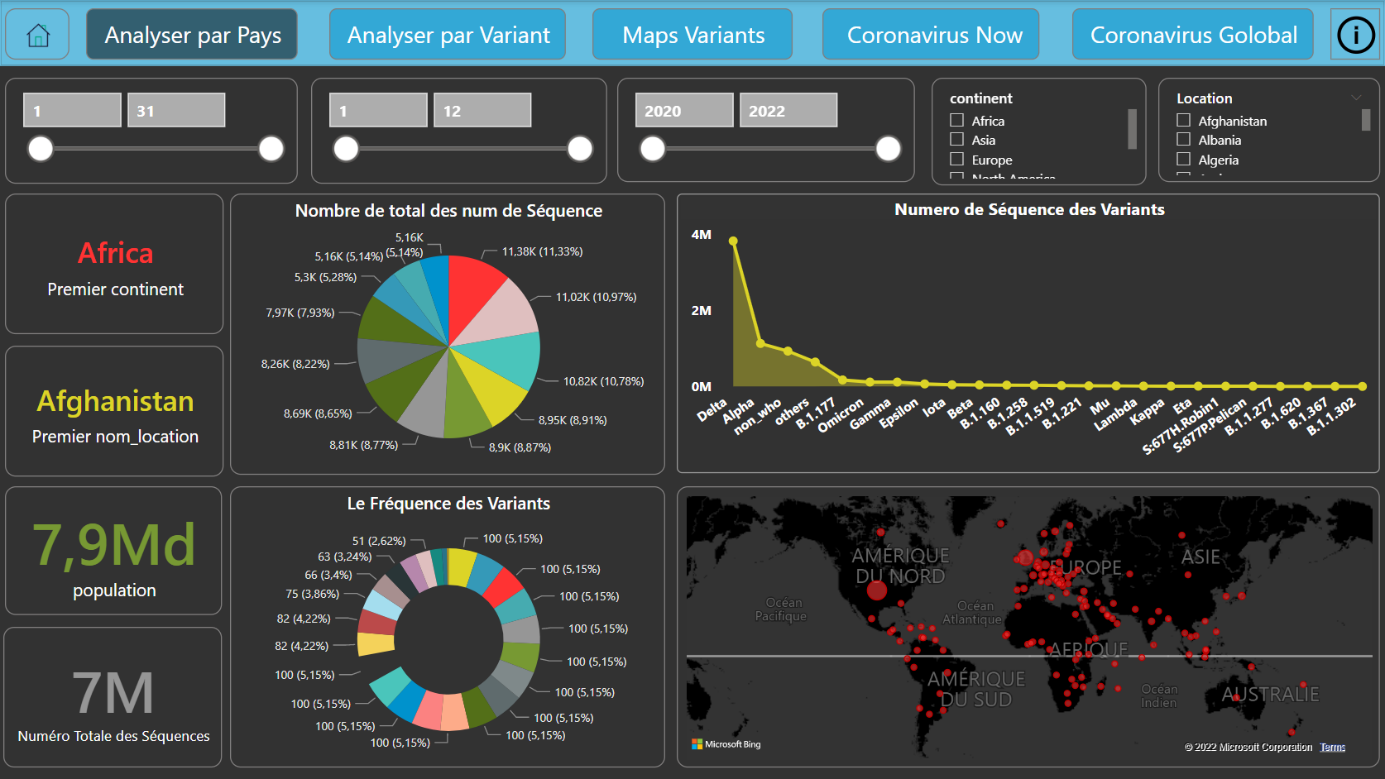 Analyser par Pays
Analyser par Variant
Maps Variants
Coronavirus Now
Coronavirus Golobal
1
31
1
12
2020
2022
continent
Africa
Asia
Europe
North America
Location
Afghanistan
Albania
Algeria
Africa
Premier continent
Afghanistan
Premier nom_location
7,9Md
population
7M
Numéro Totale des Séquences
Nombre de total des num de Séquence
5,16K
(5,14%)
11,38K (11,33%)
5,16K (5,14%)
5,3K (5,28%)
11,02K (10,97%)
7,97K (7,93%)
8,26K (8,22%)
10,82K (10,78%)
8,69K (8,65%)
8,95K (8,91%)
8,81K (8,77%)
8,9K (8,87%)
Numero de Séquence des Variants
4M
2M
0M
Delta
Alpha
non_who
others
B.1.177
Omicron
Gamma
Epsilon
Iota
Beta
B.1.160
B.1.258
B.1.1.519
B.1.221
Mu
Lambda
Kappa
Eta
S:677H.Robin1
S:677P.Pelican
B.1.1.277
B.1.620
B.1.367
B.1.1.302
Le Fréquence des Variants
51 (2,62%)
100 (5,15%)
63 (3,24%)
100 (5,15%)
66 (3,4%)
75 (3,86%)
100 (5,15%)
82 (4,22%)
100 (5,15%)
82 (4,22%)
100 (5,15%)
100 (5,15%)
100 (5,15%)
100 (5,15%)
100 (5,15%)
100 (5,15%)
100 (5,15%)
100 (5,15%)
AMÉRIQUE
DU NORD
EUROPE
ASIE
Océan
Pacifique
Océan
Atlantique
AFRIQUE
AMÉRIQUE
DU SUD
Océan
Indien
AUSTRALIE
Microsoft Bing
© 2022 Microsoft Corporation Terms